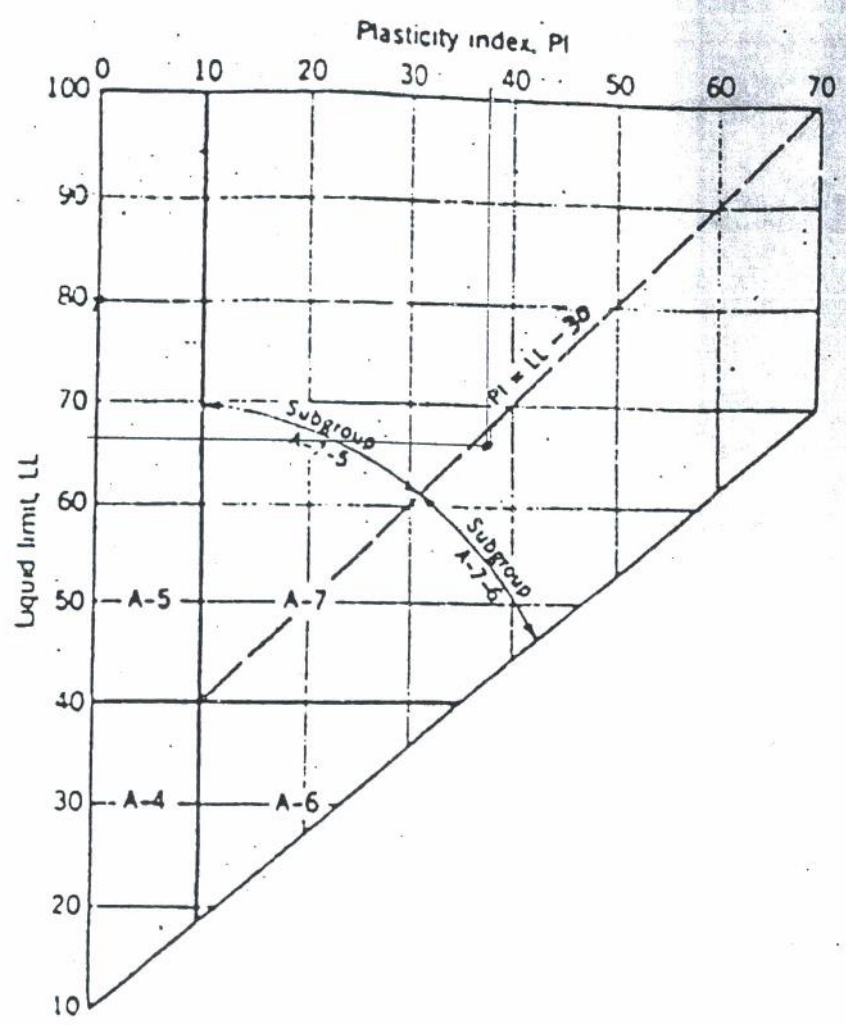 Plasticity index, PI
0 10 20 30 40 50 60 70
100
90
80
PI = LL - 30
70
Subgroup
A-7-5
Liquid limit, LL
60
Subgroup
A-7-6
50 A-5 A-7
40
30 A-4 A-6
20
10